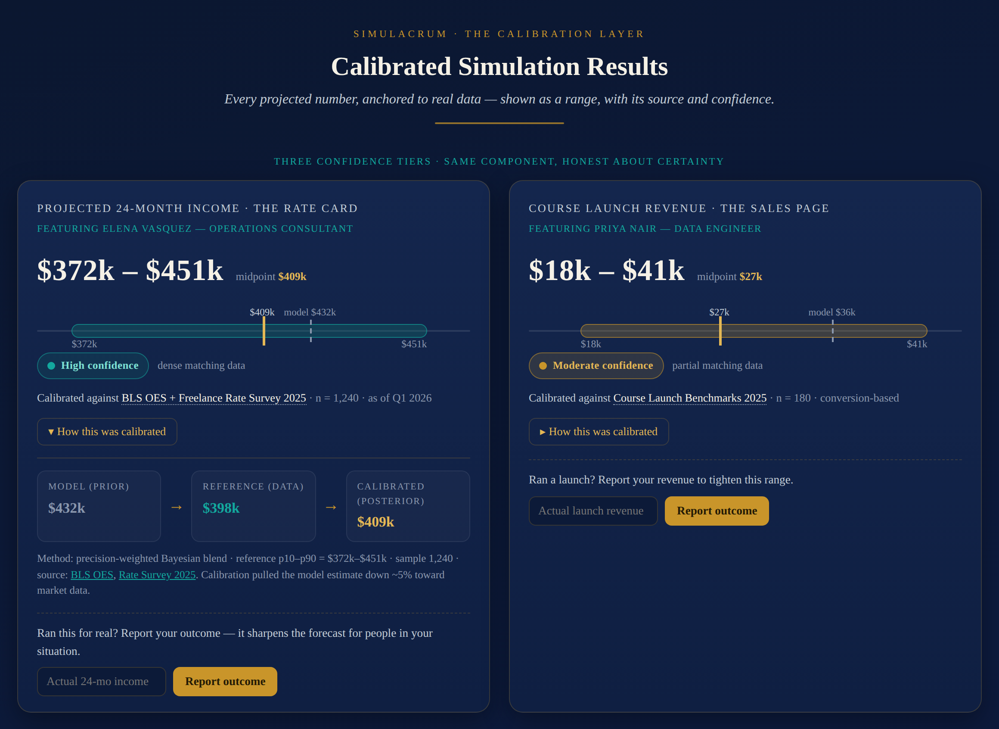 SIMULACRUM · THE CALIBRATION LAYER
Calibrated Simulation Results
Every projected number, anchored to real data — shown as a range, with its source and confidence.
THREE CONFIDENCE TIERS · SAME COMPONENT, HONEST ABOUT CERTAINTY
PROJECTED 24-MONTH INCOME · THE RATE CARD
FEATURING ELENA VASQUEZ — OPERATIONS CONSULTANT
$372k – $451k midpoint $409k
$409k model $432k
$372k $451k
High confidence dense matching data
Calibrated against BLS OES + Freelance Rate Survey 2025 · n = 1,240 · as of Q1 2026
▾ How this was calibrated
MODEL (PRIOR)
$432k
→
REFERENCE (DATA)
$398k
→
CALIBRATED
(POSTERIOR)
$409k
Method: precision-weighted Bayesian blend · reference p10–p90 = $372k–$451k · sample 1,240 ·
source: BLS OES, Rate Survey 2025. Calibration pulled the model estimate down ~5% toward
market data.
Ran this for real? Report your outcome — it sharpens the forecast for people in your
situation.
Actual 24-mo income Report outcome
COURSE LAUNCH REVENUE · THE SALES PAGE
FEATURING PRIYA NAIR — DATA ENGINEER
$18k – $41k midpoint $27k
$27k model $36k
$18k $41k
Moderate confidence partial matching data
Calibrated against Course Launch Benchmarks 2025 · n = 180 · conversion-based
▸ How this was calibrated
Ran a launch? Report your revenue to tighten this range.
Actual launch revenue Report outcome